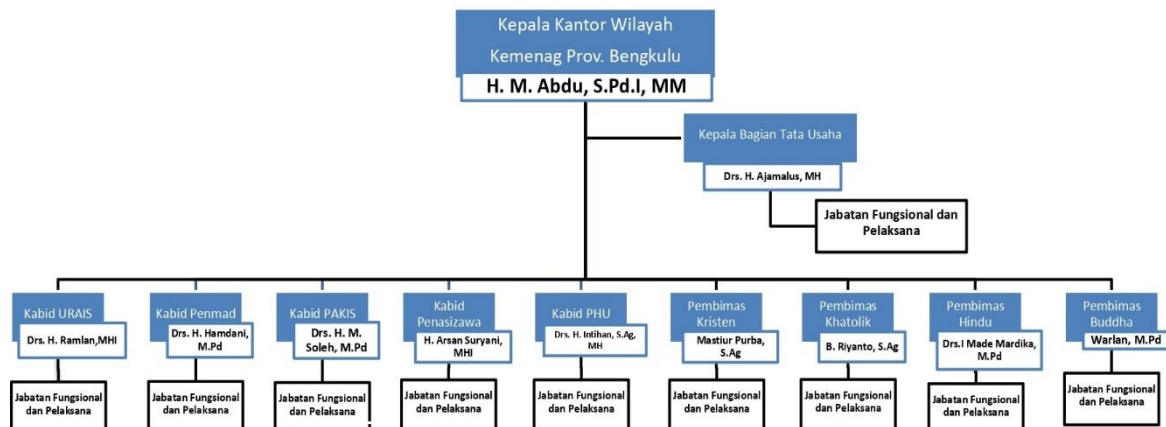 Kepala Kantor Wilayah
Kemenag Prov. Bengkulu
H. M. Abdu, S.Pd.I, MM
Kepala Bagian Tata Usaha
Drs. H. Ajamalus, MH
Jabatan Fungsional dan
Pelaksana
Kabid URAIS
Drs. H. Ramlan,MHI
Jabatan Fungsional
dan Pelaksana
Kabid Penmad
Drs. H. Hamdani,
M.Pd
Jabatan Fungsional
dan Pelaksana
Kabid PAKIS
Drs. H. M.
Soleh, M.Pd
Jabatan Fungsional
dan Pelaksana
Kabid
Penasizawa
H. Arsan Suryani,
MHI
Jabatan Fungsional
dan Pelaksana
Kabid PHU
Drs. H. Intihan, S.Ag,
MH
Jabatan Fungsional
dan Pelaksana
Pembimas
Kristen
Mastiur Purba,
S.Ag
Jabatan Fungsional
dan Pelaksana
Pembimas
Khatolik
B. Riyanto, S.Ag
Jabatan Fungsional
dan Pelaksana
Pembimas
Hindu
Drs.I Made Mardika,
M.Pd
Jabatan Fungsional
dan Pelaksana
Pembimas
Buddha
Warlan, M.Pd
Jabatan Fungsional
dan Pelaksana